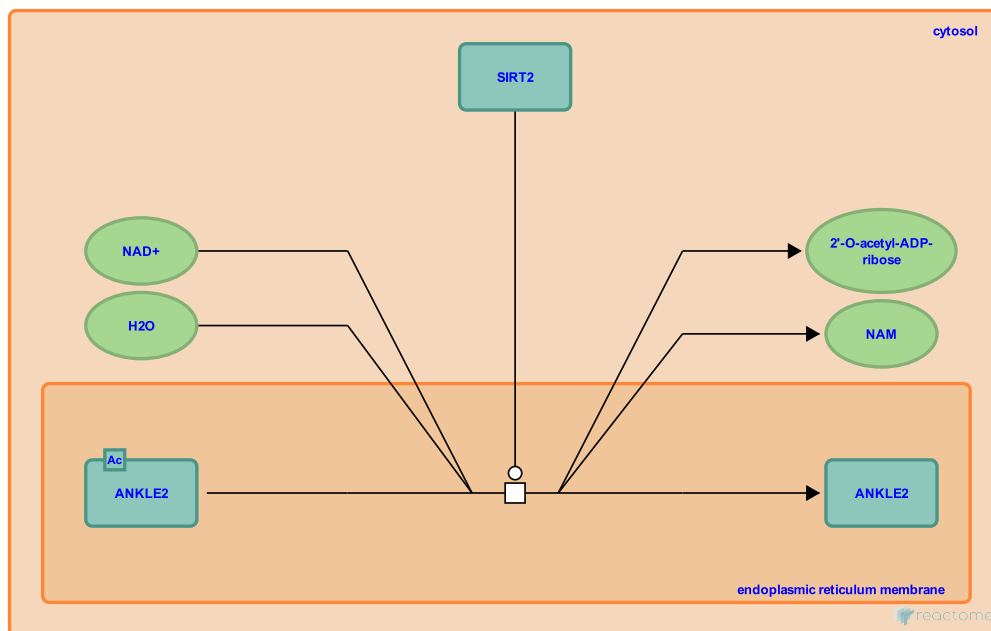 cytosol
SIRT2
NAD+
2'-O-acetyl-ADP-
ribose
H2O
NAM
Ac
ANKLE2
ANKLE2
endoplasmic reticulum membrane
reactome